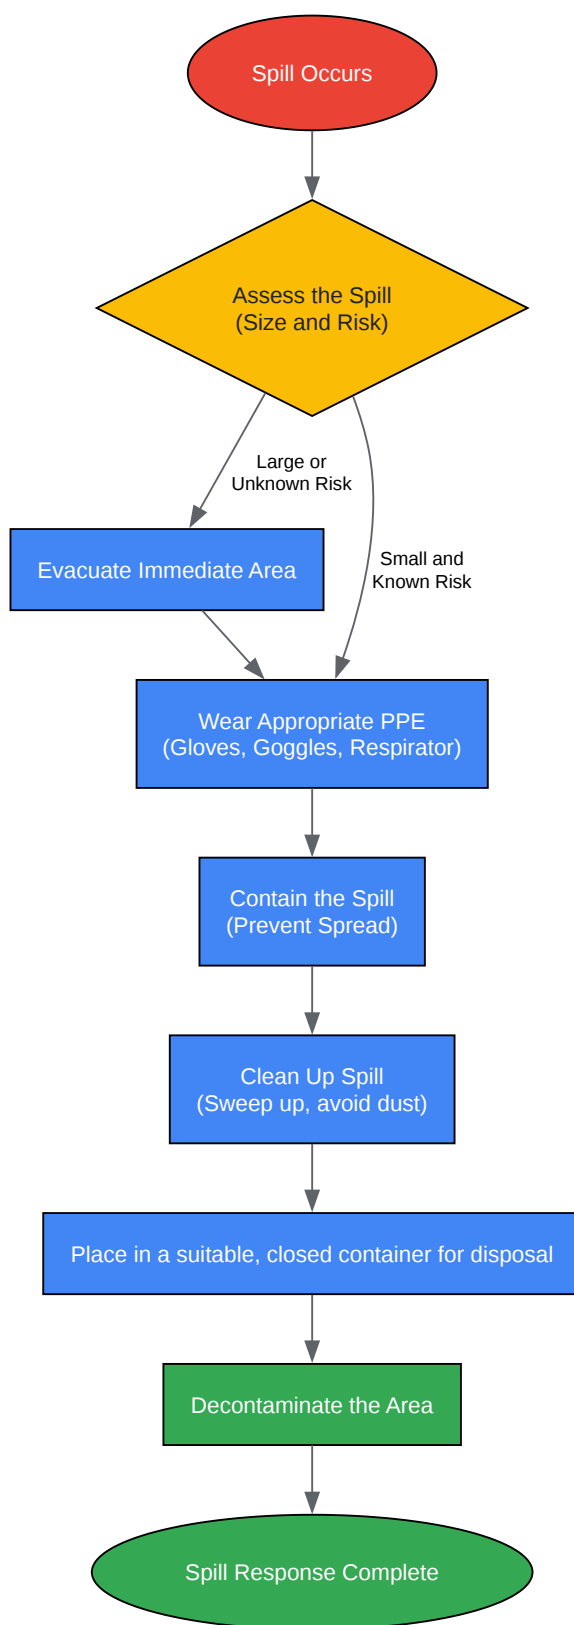 Spill Occurs
Assess the Spill
(Size and Risk)
Large or
Unknown Risk
Evacuate Immediate Area
Small and
Known Risk
Wear Appropriate PPE
(Gloves, Goggles, Respirator)
Contain the Spill
(Prevent Spread)
Clean Up Spill
(Sweep up, avoid dust)
Place in a suitable, closed container for disposal
Decontaminate the Area
Spill Response Complete